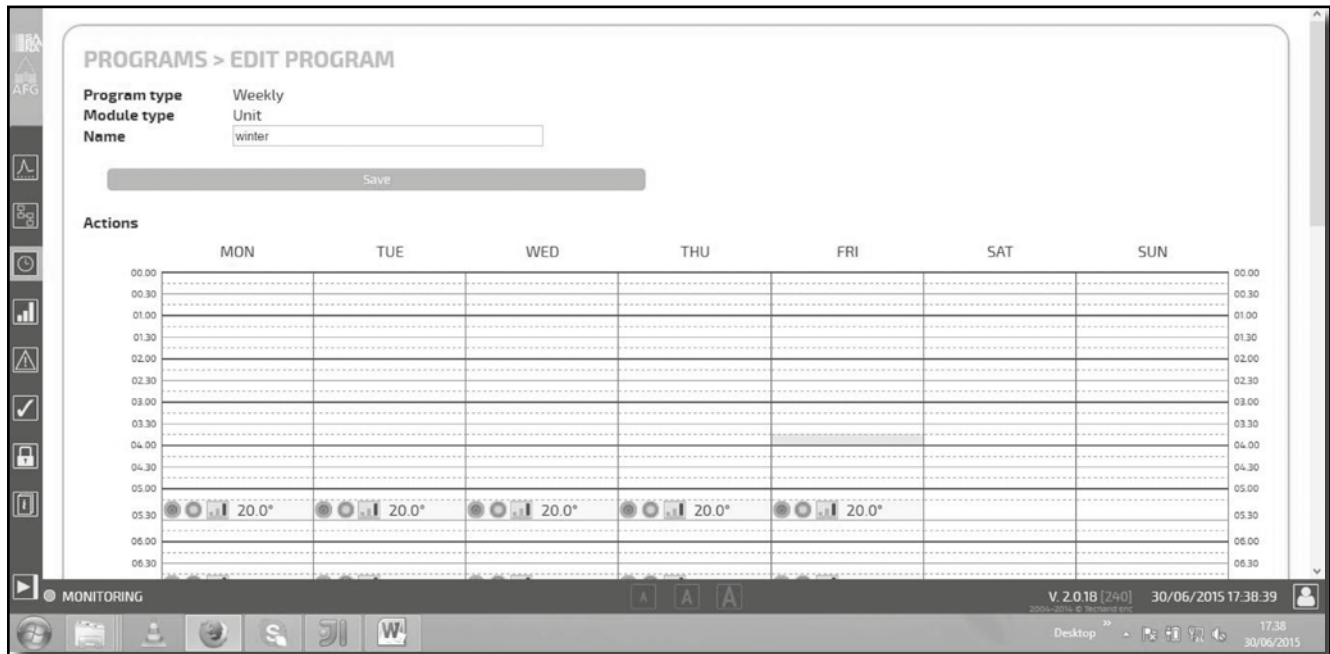 PROGRAMS > EDIT PROGRAM
Program type Weekly
Module type Unit
Name winter
Save
Actions
MON TUE WED THU FRI SAT SUN
00.00 00.00
00.30 00.30
01.00 01.00
01.30 01.30
02.00 02.00
02.30 02.30
03.00 03.00
03.30 03.30
04.00 04.00
04.30 04.30
05.00 05.00
05.30 20.0° 20.0° 20.0° 20.0° 20.0° 05.30
06.00 06.00
06.30 06.30
AFG
MONITORING A A A V. 2.0.18 [240] 30/06/2015 17:38:39
2004-2014 © Techand enc
Desktop » 17.38
30/06/2015